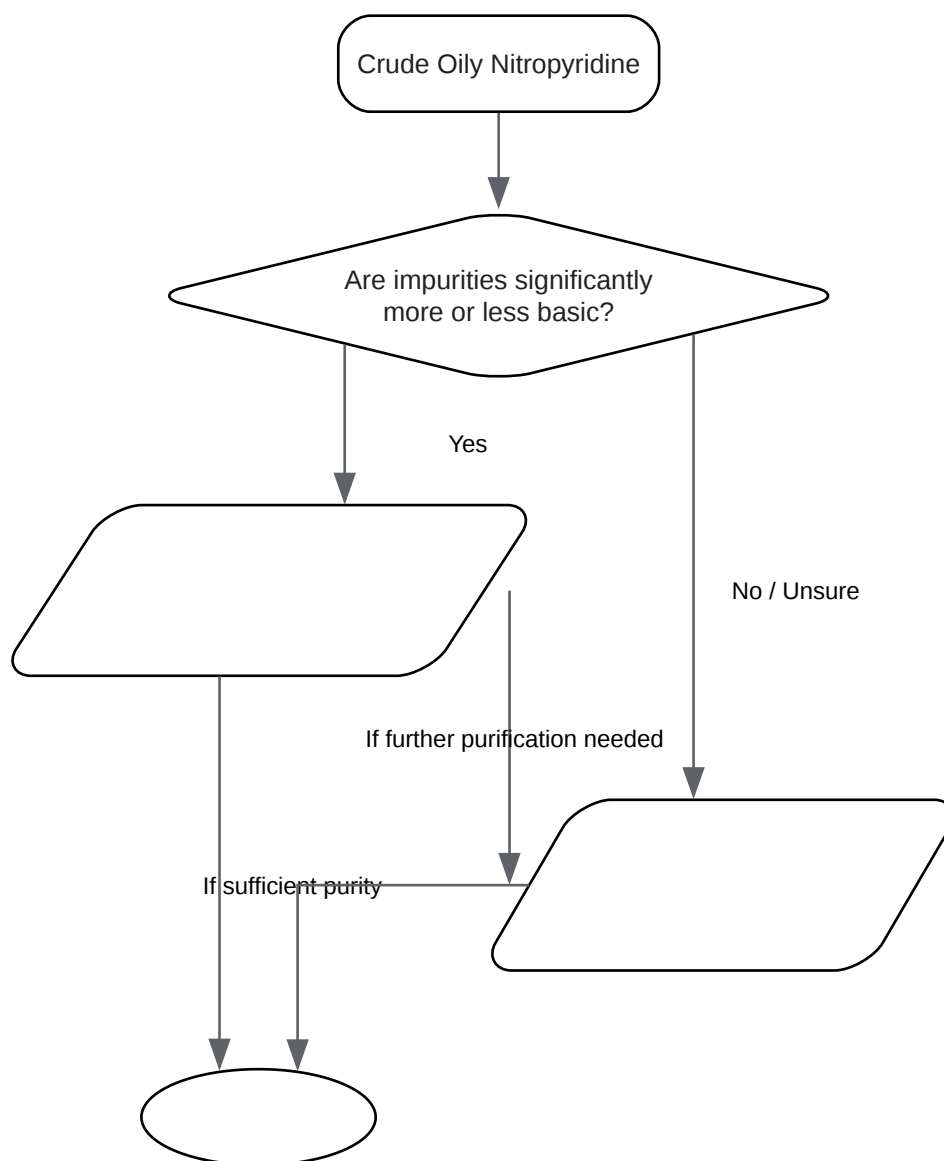 Crude Oily Nitropyridine
Are impurities significantly
more or less basic?
Yes
No / Unsure
If further purification needed
If sufficient purity